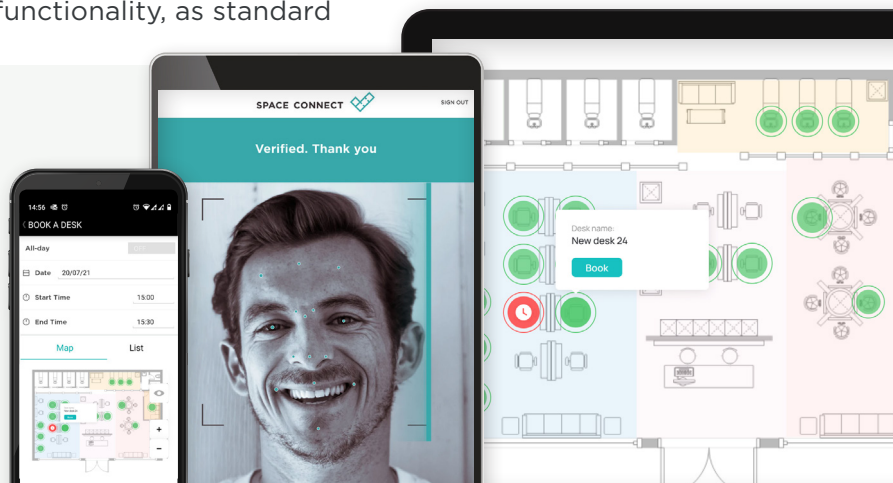 functionality, as standard
SPACE CONNECT
SIGN OUT
Verified. Thank you
14:56
BOOK A DESK
All-day
Date 20/07/21
Start Time 15:00
End Time 15:30
Map List
Desk name:
New desk 24
Book
+
-